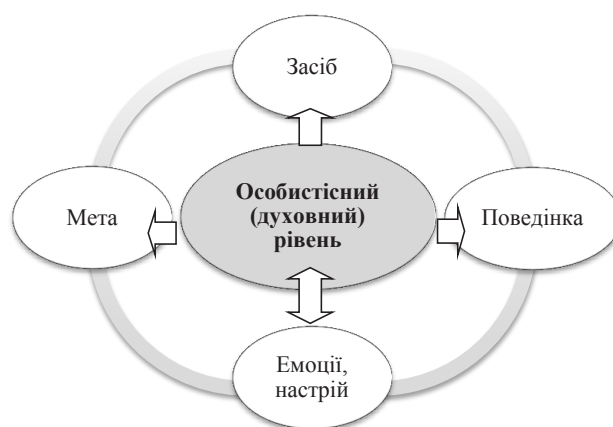 Засіб
Мета
Особистісний
(духовний)
рівень
Поведінка
Емоції,
настрій